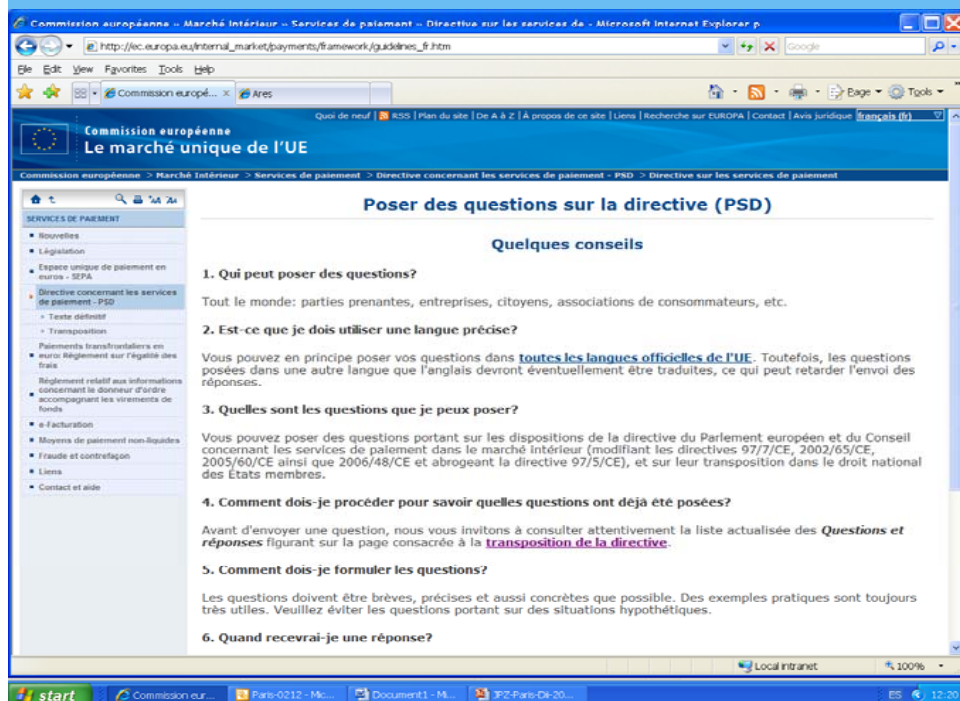 Commission européenne - Marché Intérieur - Services de paiement - Directive sur les services de - Microsoft Internet Explorer p
http://ec.europa.eu/internal_market/payments/framework/guidelines_fr.htm
Google
File Edit View Favorites Tools Help
Commission europé... Ares
Page Tools
Quoi de neuf | RSS | Plan du site | De A à Z | A propos de ce site | Liens | Recherche sur EUROPA | Contact | Avis juridique français (fr)
Commission européenne
Le marché unique de l'UE
Commission européenne > Marché Intérieur > Services de paiement > Directive concernant les services de paiement - PSD > Directive sur les services de paiement
SERVICES DE PAIEMENT
Nouvelles
Législation
Espace unique de paiement en
euros - SEPA
Directive concernant les services
de paiement - PSD
Texte définitif
Transposition
Paiements transfrontaliers en
euro: Règlement sur l'égalité des
frais
Règlement relatif aux informations
concernant le donneur d'ordre
accompagnant les virements de
fonds
e-Facturation
Moyens de paiement non-liquides
Fraude et contrefaçon
Liens
Contact et aide
Poser des questions sur la directive (PSD)
Quelques conseils
1. Qui peut poser des questions?
Tout le monde: parties prenantes, entreprises, citoyens, associations de consommateurs, etc.
2. Est-ce que je dois utiliser une langue précise?
Vous pouvez en principe poser vos questions dans toutes les langues officielles de l'UE. Toutefois, les questions
posées dans une autre langue que l'anglais devront éventuellement être traduites, ce qui peut retarder l'envoi des
réponses.
3. Quelles sont les questions que je peux poser?
Vous pouvez poser des questions portant sur les dispositions de la directive du Parlement européen et du Conseil
concernant les services de paiement dans le marché intérieur (modifiant les directives 97/7/CE, 2002/65/CE,
2005/60/CE ainsi que 2006/48/CE et abrogeant la directive 97/5/CE), et sur leur transposition dans le droit national
des États membres.
4. Comment dois-je procéder pour savoir quelles questions ont déjà été posées?
Avant d'envoyer une question, nous vous invitons à consulter attentivement la liste actualisée des Questions et
réponses figurant sur la page consacrée à la transposition de la directive.
5. Comment dois-je formuler les questions?
Les questions doivent être brèves, précises et aussi concrètes que possible. Des exemples pratiques sont toujours
très utiles. Veuillez éviter les questions portant sur des situations hypothétiques.
6. Quand recevrai-je une réponse?
Local intranet 100%
start Commission eur... Paris-0212 - Mic... Document1 - Mi... JPZ-Paris-Dii-20... ES 12:20